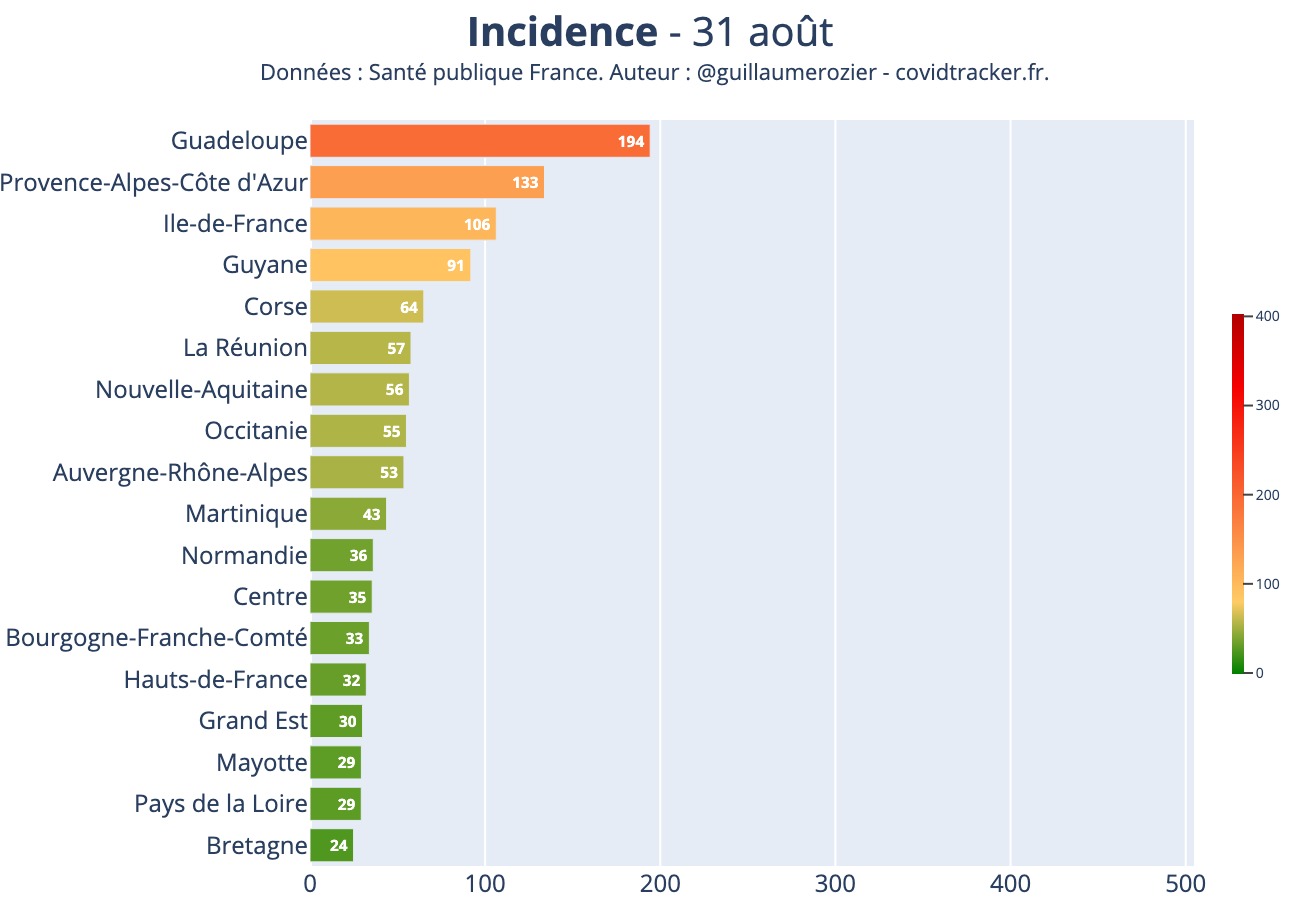 Incidence - 31 août
Données : Santé publique France. Auteur : @guillaumerozier - covidtracker.fr.
Guadeloupe 194
Provence-Alpes-Côte d'Azur 133
Ile-de-France 106
Guyane 91
Corse 64
La Réunion 57
Nouvelle-Aquitaine 56
Occitanie 55
Auvergne-Rhône-Alpes 53
Martinique 43
Normandie 36
Centre 35
Bourgogne-Franche-Comté 33
Hauts-de-France 32
Grand Est 30
Mayotte 29
Pays de la Loire 29
Bretagne 24
0 100 200 300 400 500
400
300
200
100
0